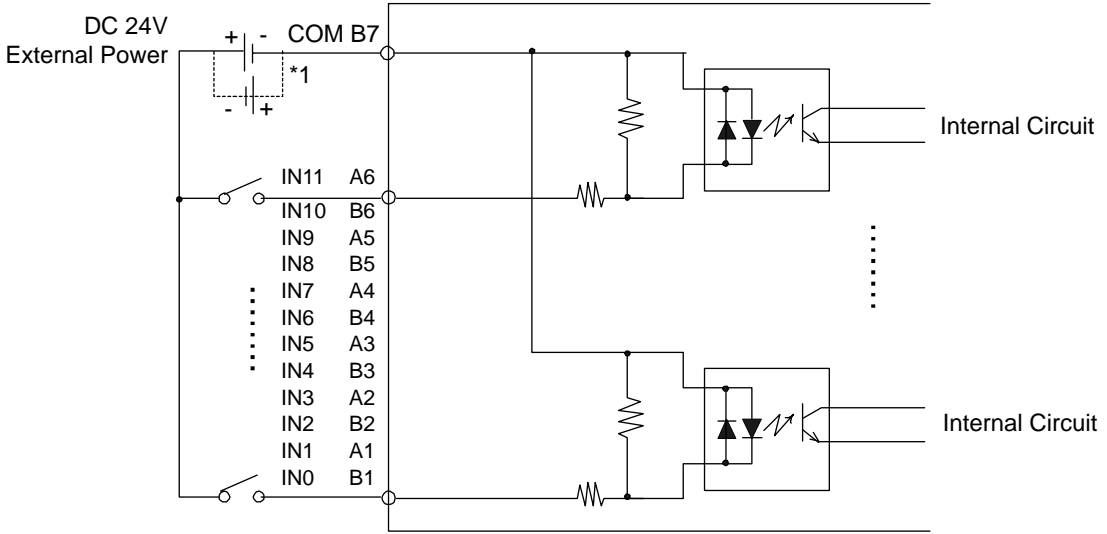 DC 24V
External Power
+ -
COM B7
*1
- +
IN11 A6
IN10 B6
IN9 A5
IN8 B5
IN7 A4
IN6 B4
IN5 A3
IN4 B3
IN3 A2
IN2 B2
IN1 A1
IN0 B1
Internal Circuit
Internal Circuit